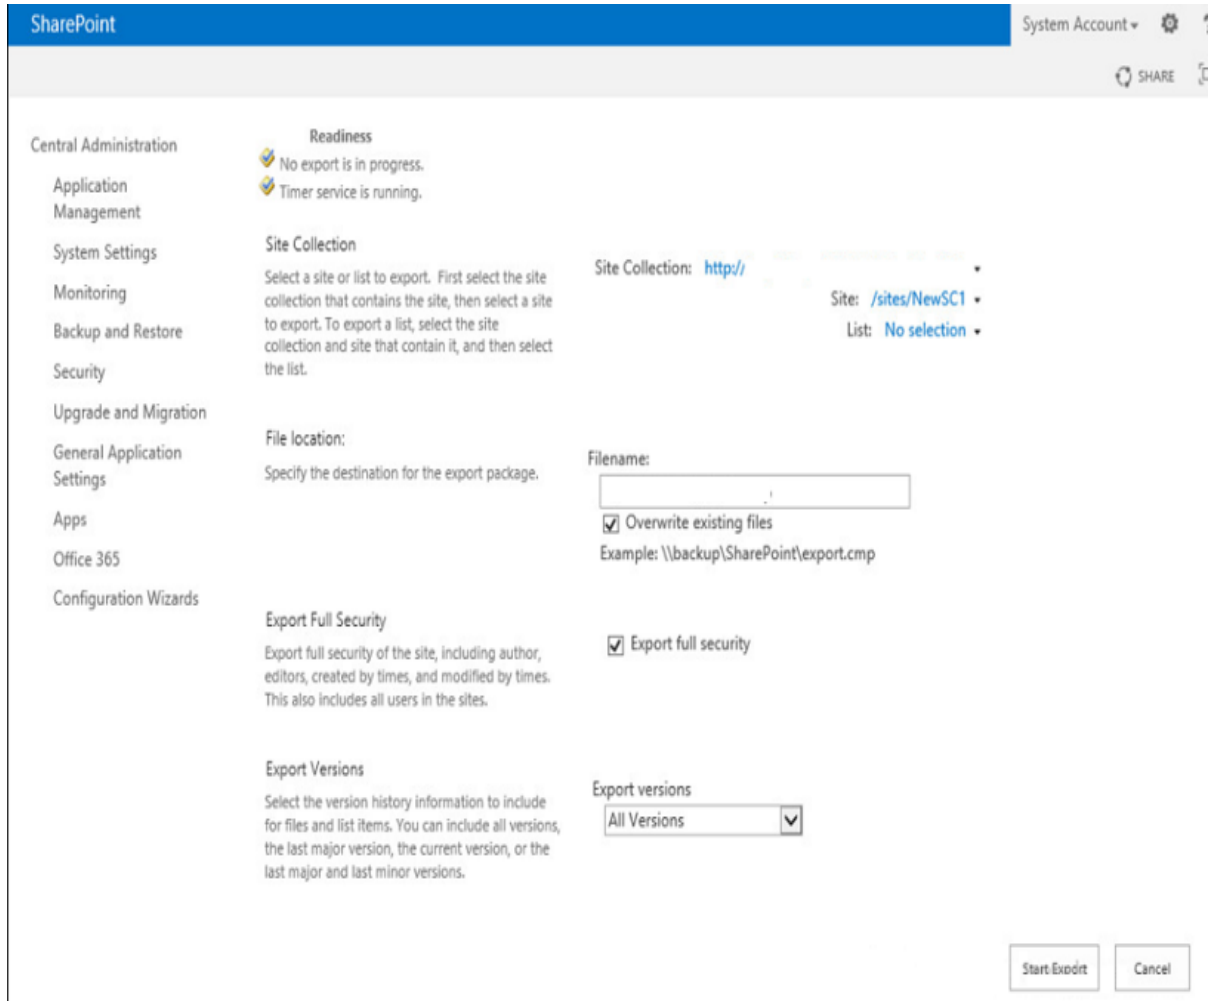 SharePoint
System Account
SHARE
Central Administration
Application
Management
System Settings
Monitoring
Backup and Restore
Security
Upgrade and Migration
General Application
Settings
Apps
Office 365
Configuration Wizards
Readiness
No export is in progress.
Timer service is running.
Site Collection
Select a site or list to export. First select the site
collection that contains the site, then select a site
to export. To export a list, select the site
collection and site that contain it, and then select
the list.
Site Collection: http://
Site: /sites/NewSC1
List: No selection
File location:
Specify the destination for the export package.
Filename:
Overwrite existing files
Example: \\backup\SharePoint\export.cmp
Export Full Security
Export full security of the site, including author,
editors, created by times, and modified by times.
This also includes all users in the sites.
Export full security
Export Versions
Select the version history information to include
for files and list items. You can include all versions,
the last major version, the current version, or the
last major and last minor versions.
Export versions
All Versions
Start Export
Cancel